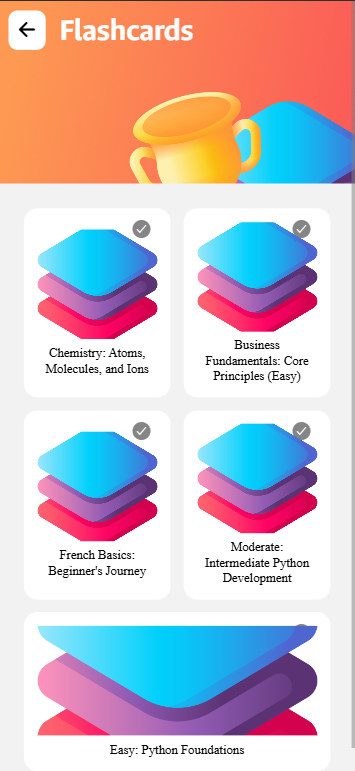 Flashcards
Chemistry: Atoms,
Molecules, and Ions
Business
Fundamentals: Core
Principles (Easy)
French Basics:
Beginner's Journey
Moderate:
Intermediate Python
Development
Easy: Python Foundations